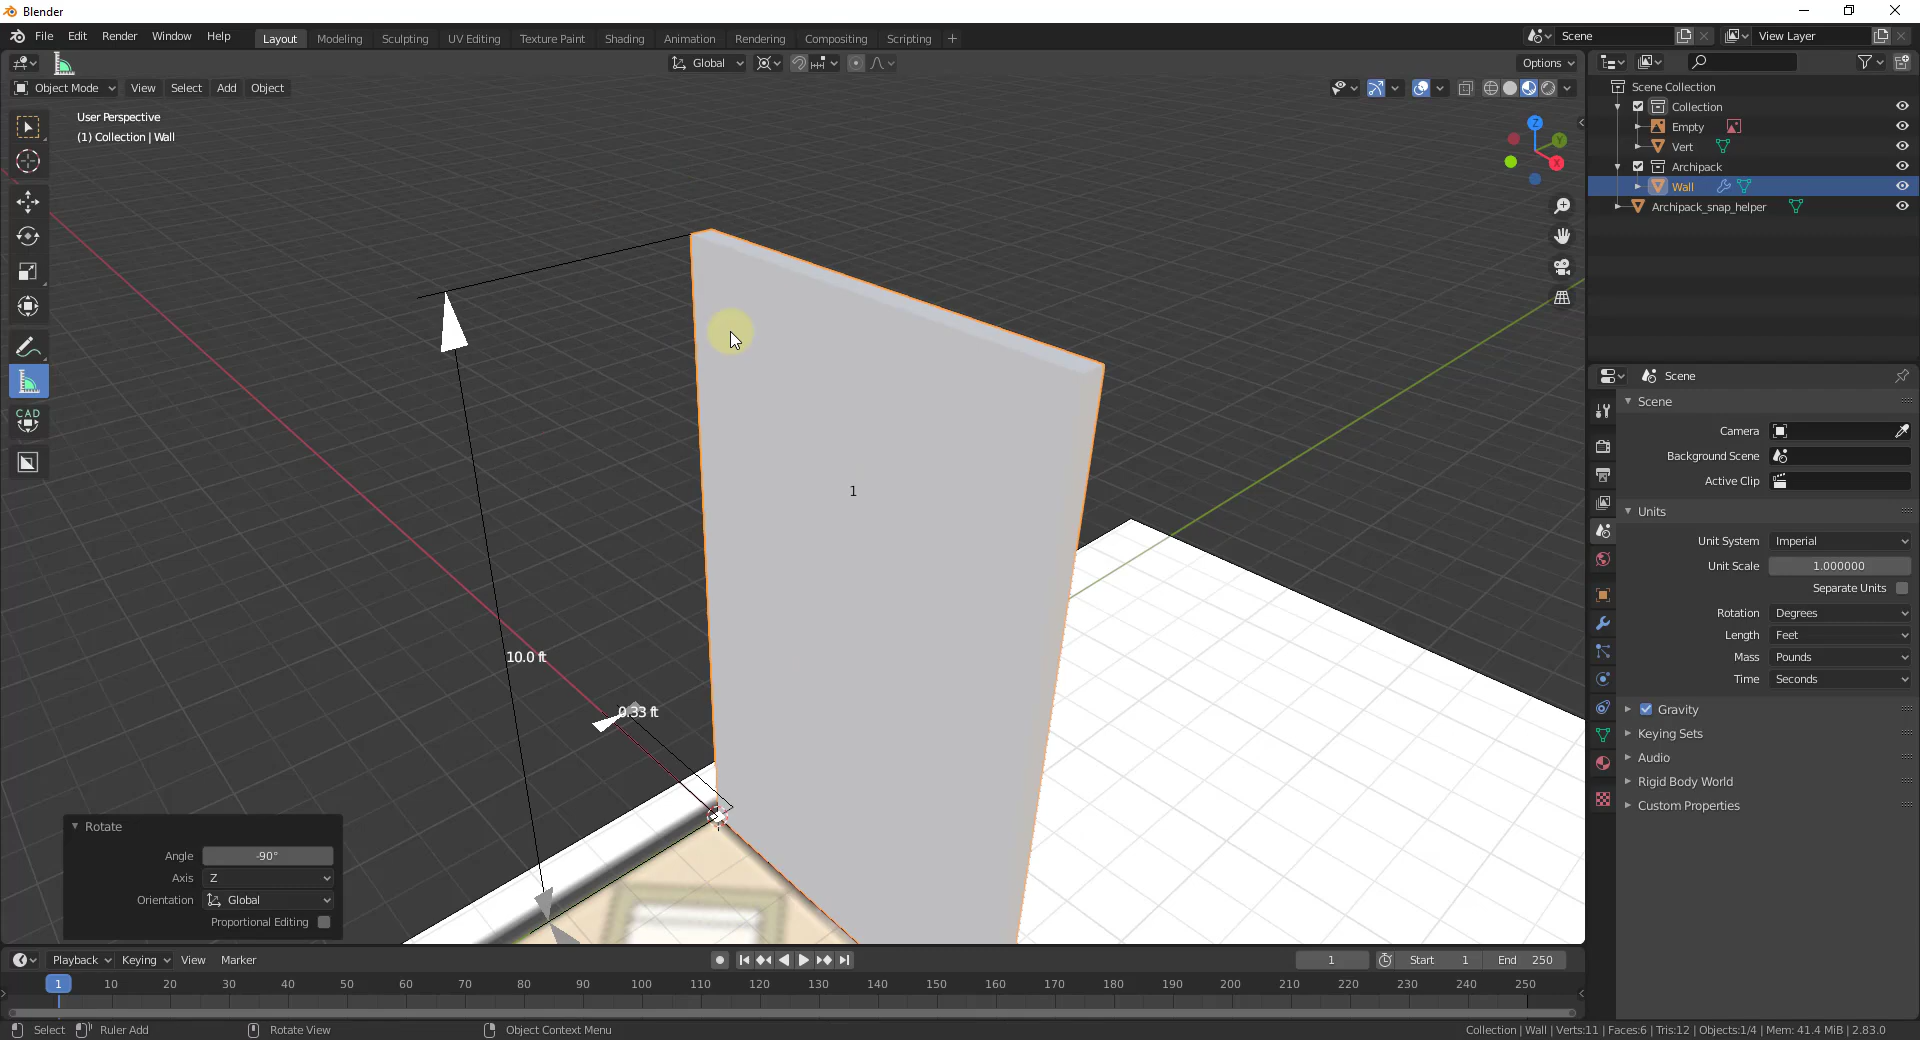 Blender
File Edit Render Window Help
Layout Modeling Sculpting UV Editing Texture Paint Shading Animation Rendering Compositing Scripting +
Scene
View Layer
Global
Options
Object Mode View Select Add Object
User Perspective
(1) Collection | Wall
Z
Y
X
CAD
1
10.0 ft
0.33 ft
Rotate
Angle -90°
Axis Z
Orientation Global
Proportional Editing
Scene Collection
Collection
Empty
Vert
Archipack
Wall
Archipack_snap_helper
Scene
Scene
Camera
Background Scene
Active Clip
Units
Unit System Imperial
Unit Scale 1.000000
Separate Units
Rotation Degrees
Length Feet
Mass Pounds
Time Seconds
Gravity
Keying Sets
Audio
Rigid Body World
Custom Properties
Playback Keying View Marker
1 Start 1 End 250
1 10 20 30 40 50 60 70 80 90 100 110 120 130 140 150 160 170 180 190 200 210 220 230 240 250
Select Ruler Add Rotate View Object Context Menu
Collection | Wall | Verts:11 | Faces:6 | Tris:12 | Objects:1/4 | Mem: 41.4 MiB | 2.83.0